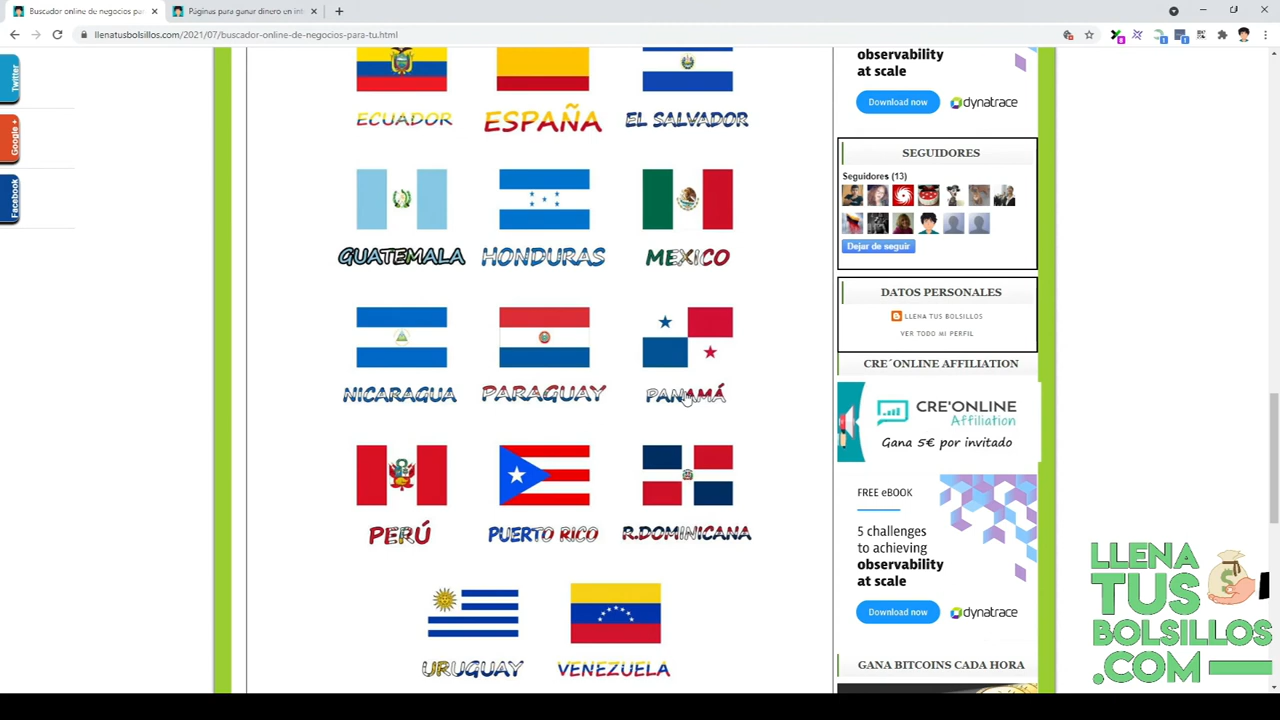 Buscador online de negocios par
Páginas para ganar dinero en int
llenatusbolsillos.com/2021/07/buscador-online-de-negocios-para-tu.html
Twitter
Google +
Facebook
ECUADOR ESPAÑA EL SALVADOR
GUATEMALA HONDURAS MEXICO
NICARAGUA PARAGUAY PANAMÁ
PERÚ PUERTO RICO R.DOMINICANA
URUGUAY VENEZUELA
observability
at scale
Download now dynatrace
SEGUIDORES
Seguidores (13)
Dejar de seguir
DATOS PERSONALES
LLENA TUS BOLSILLOS
VER TODO MI PERFIL
CRE´ONLINE AFFILIATION
CRE'ONLINE
Affiliation
Gana 5€ por invitado
FREE eBOOK
5 challenges
to achieving
observability
at scale
Download now dynatrace
GANA BITCOINS CADA HORA
LLENA
TUS
BOLSILLOS
.COM